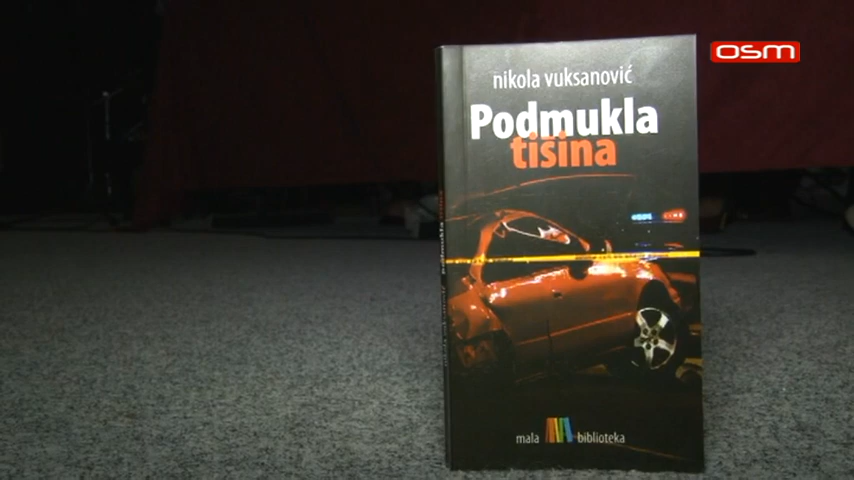 osm
nikola vuksanović
Podmukla
tišina
mala biblioteka